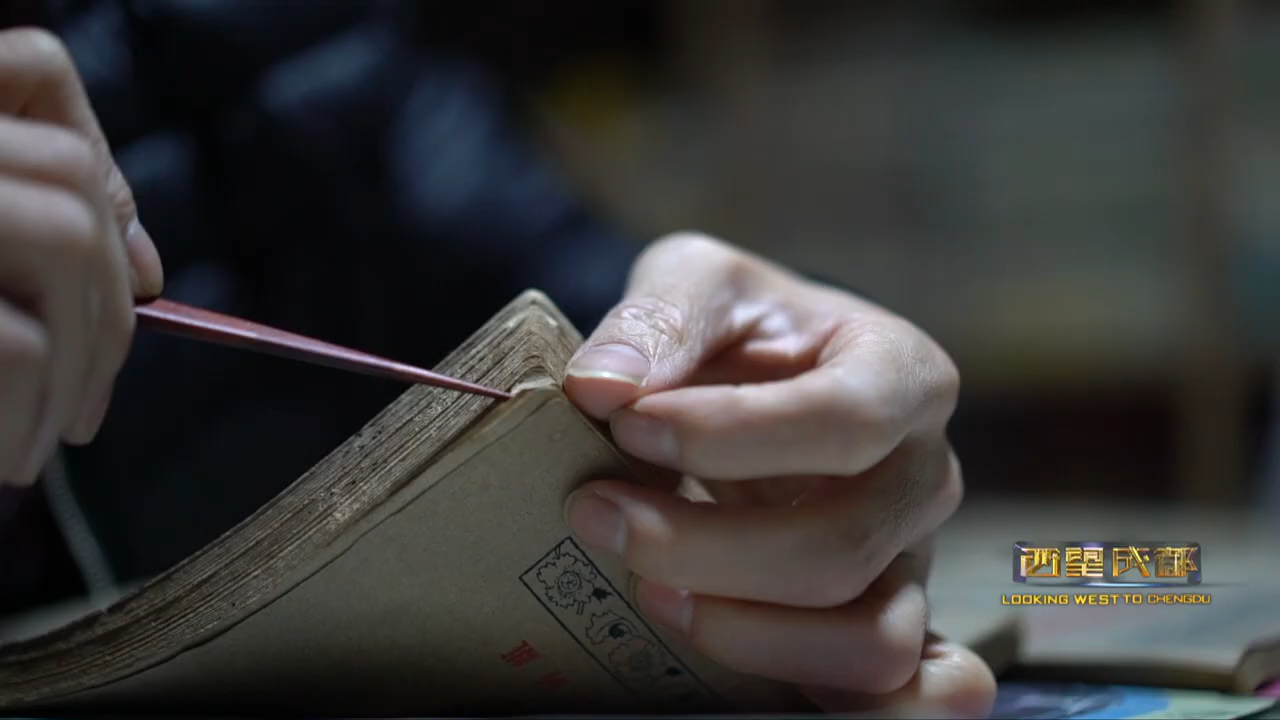 西望成都
LOOKING WEST TO CHENGDU